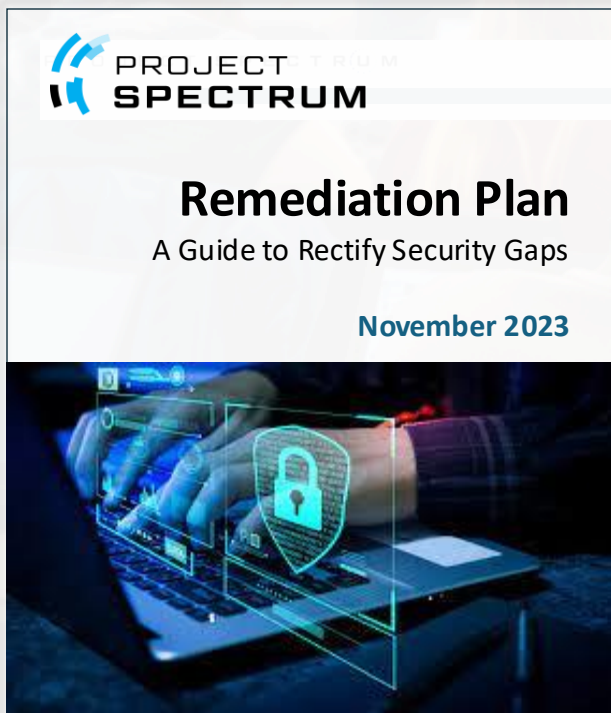 PROJECT
SPECTRUM
Remediation Plan
A Guide to Rectify Security Gaps
November 2023